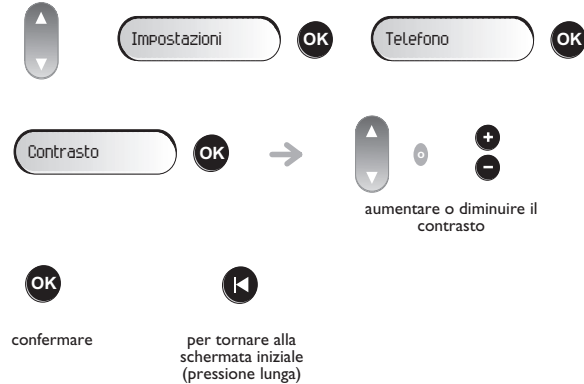 Impostazioni OK Telefono OK
Contrasto OK o + −
aumentare o diminuire il
contrasto
OK
confermare
per tornare alla
schermata iniziale
(pressione lunga)